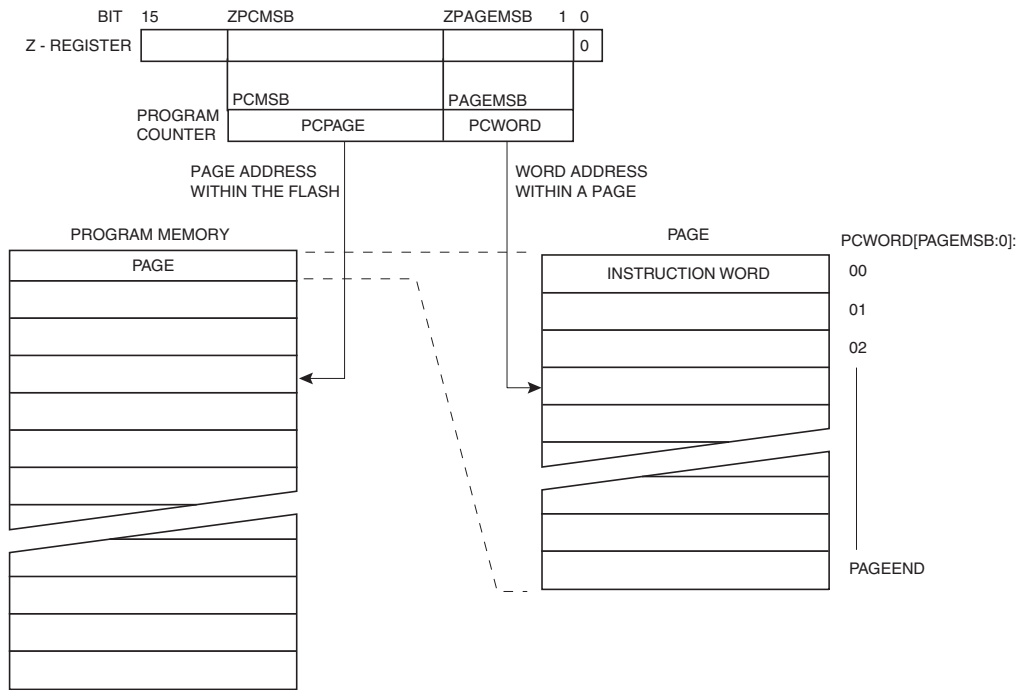 BIT 15 ZPCMSB ZPAGEMSB 1 0
Z - REGISTER 0
PCMSB PAGEMSB
PROGRAM
COUNTER
PCPAGE PCWORD
PAGE ADDRESS
WITHIN THE FLASH
WORD ADDRESS
WITHIN A PAGE
PROGRAM MEMORY
PAGE
PAGE
PCWORD[PAGEMSB:0]:
INSTRUCTION WORD 00
01
02
PAGEEND